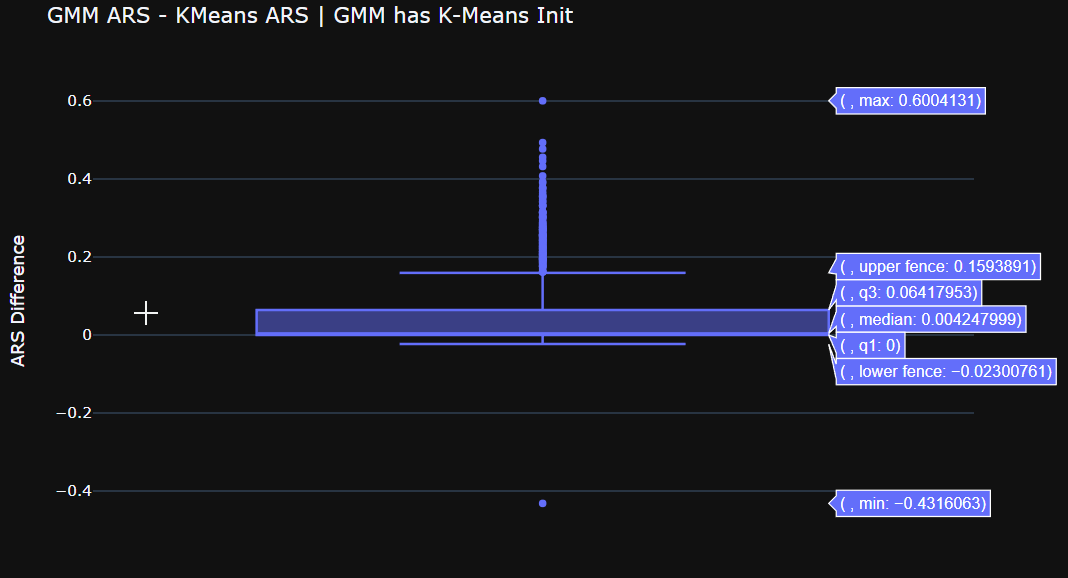 GMM ARS - KMeans ARS | GMM has K-Means Init
ARS Difference
0.6
0.4
0.2
0
−0.2
−0.4
( , max: 0.6004131)
( , upper fence: 0.1593891)
( , q3: 0.06417953)
( , median: 0.004247999)
( , q1: 0)
( , lower fence: −0.02300761)
( , min: −0.4316063)